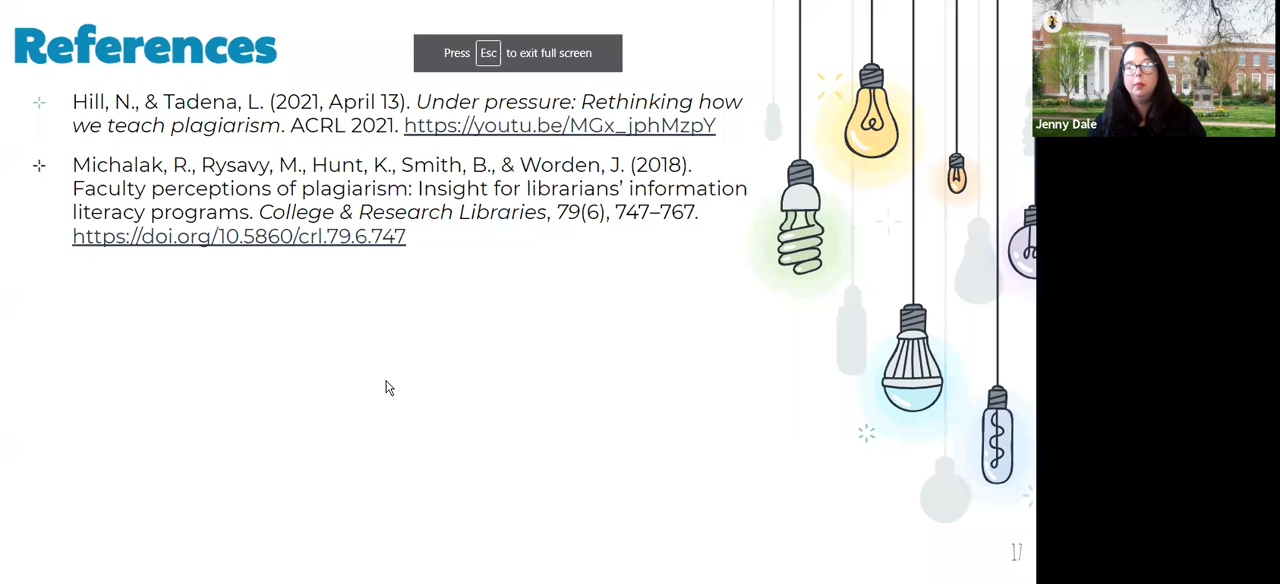 References
Press Esc to exit full screen
Hill, N., & Tadena, L. (2021, April 13). Under pressure: Rethinking how
we teach plagiarism. ACRL 2021. https://youtu.be/MGx_jphMzpY
Michalak, R., Rysavy, M., Hunt, K., Smith, B., & Worden, J. (2018).
Faculty perceptions of plagiarism: Insight for librarians’ information
literacy programs. College & Research Libraries, 79(6), 747–767.
https://doi.org/10.5860/crl.79.6.747
Jenny Dale
17